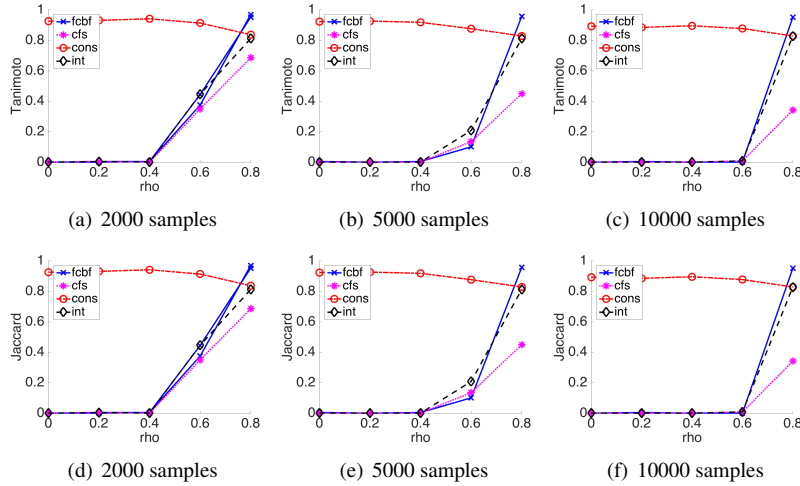 Tanimoto
1
0.8
0.6
0.4
0.2
0
fcbf
cfs
cons
int
0 0.2 0.4 0.6 0.8
rho
(a) 2000 samples
Tanimoto
1
0.8
0.6
0.4
0.2
0
fcbf
cfs
cons
int
0 0.2 0.4 0.6 0.8
rho
(b) 5000 samples
Tanimoto
1
0.8
0.6
0.4
0.2
0
fcbf
cfs
cons
int
0 0.2 0.4 0.6 0.8
rho
(c) 10000 samples
Jaccard
1
0.8
0.6
0.4
0.2
0
fcbf
cfs
cons
int
0 0.2 0.4 0.6 0.8
rho
(d) 2000 samples
Jaccard
1
0.8
0.6
0.4
0.2
0
fcbf
cfs
cons
int
0 0.2 0.4 0.6 0.8
rho
(e) 5000 samples
Jaccard
1
0.8
0.6
0.4
0.2
0
fcbf
cfs
cons
int
0 0.2 0.4 0.6 0.8
rho
(f) 10000 samples